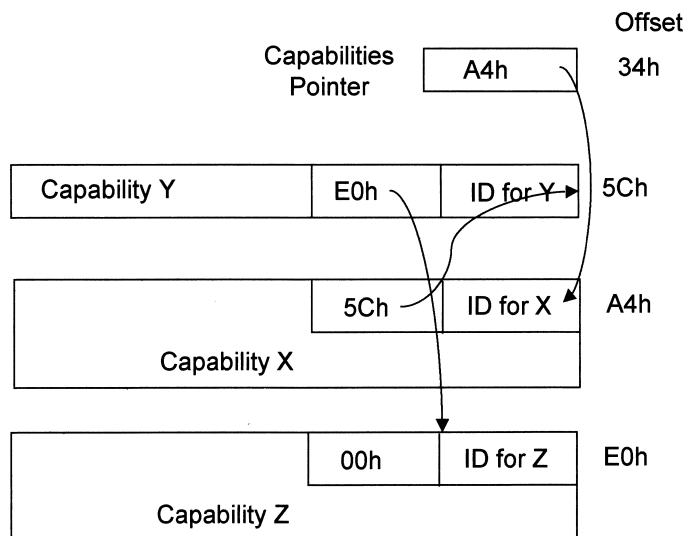 Offset
Capabilities
Pointer
A4h
34h
Capability Y
E0h
ID for Y
5Ch
5Ch
ID for X
A4h
Capability X
00h
ID for Z
E0h
Capability Z